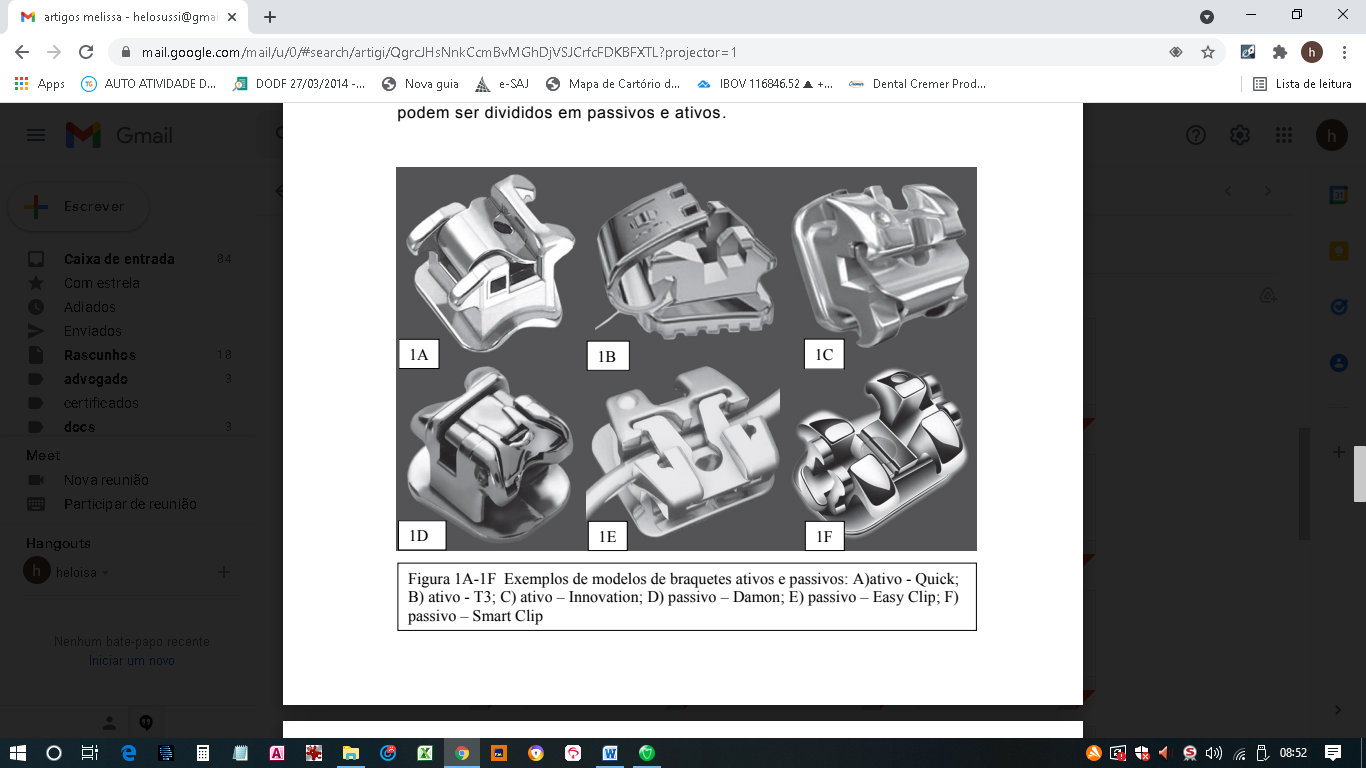 artigos melissa - helosussi@gmai
mail.google.com/mail/u/0/#search/artigi/QgrcJHsNnkCcmBvMGhDjVSJCrfcFDKBFXTL?projector=1
h
Apps
AUTO ATIVIDADE D...
DODF 27/03/2014 -...
Nova guia
e-SAJ
Mapa de Cartório d...
IBOV 116846.52 ▲ +...
Dental Cremer Prod...
Lista de leitura
Gmail
h
Escrever
Caixa de entrada 84
Com estrela
Adiados
Enviados
Rascunhos 18
advogado 3
certificados
docs 3
Meet
Nova reunião
Participar de reunião
Hangouts
h heloisa
Nenhum bate-papo recente
Iniciar um novo
podem ser divididos em passivos e ativos.
1A
1B
1C
1D
1E
1F
Figura 1A-1F Exemplos de modelos de braquetes ativos e passivos: A)ativo - Quick;
B) ativo - T3; C) ativo – Innovation; D) passivo – Damon; E) passivo – Easy Clip; F)
passivo – Smart Clip
08:52